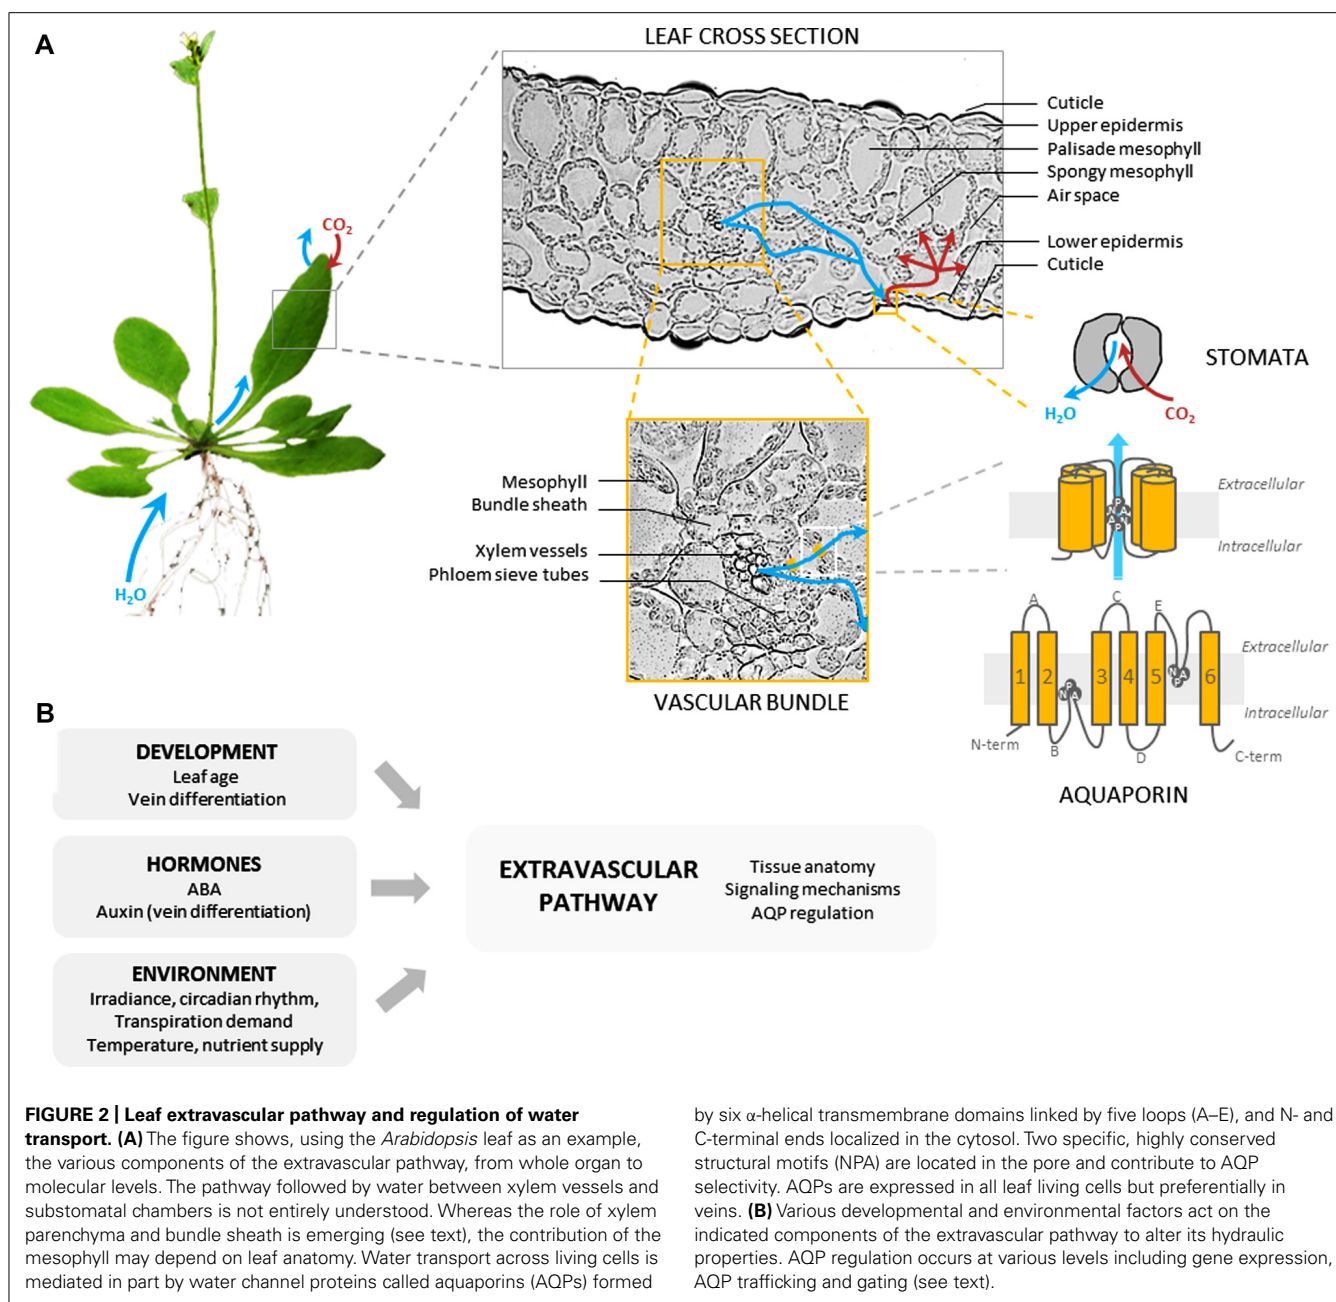 A
LEAF CROSS SECTION
Cuticle
Upper epidermis
Palisade mesophyll
Spongy mesophyll
Air space
Lower epidermis
Cuticle
CO2
H2O
STOMATA
H2O
CO2
Mesophyll
Bundle sheath
Xylem vessels
Phloem sieve tubes
VASCULAR BUNDLE
Extracellular
Intracellular
N P A
A P N
A
C
E
Extracellular
1 2 3 4 5 6
N P A
N P A
Intracellular
N-term
B
D
C-term
AQUAPORIN
B
DEVELOPMENT
Leaf age
Vein differentiation
HORMONES
ABA
Auxin (vein differentiation)
ENVIRONMENT
Irradiance, circadian rhythm,
Transpiration demand
Temperature, nutrient supply
EXTRAVASCULAR
PATHWAY
Tissue anatomy
Signaling mechanisms
AQP regulation
FIGURE 2 | Leaf extravascular pathway and regulation of water
transport. (A) The figure shows, using the Arabidopsis leaf as an example,
the various components of the extravascular pathway, from whole organ to
molecular levels. The pathway followed by water between xylem vessels and
substomatal chambers is not entirely understood. Whereas the role of xylem
parenchyma and bundle sheath is emerging (see text), the contribution of the
mesophyll may depend on leaf anatomy. Water transport across living cells is
mediated in part by water channel proteins called aquaporins (AQPs) formed
by six α-helical transmembrane domains linked by five loops (A–E), and N- and
C-terminal ends localized in the cytosol. Two specific, highly conserved
structural motifs (NPA) are located in the pore and contribute to AQP
selectivity. AQPs are expressed in all leaf living cells but preferentially in
veins. (B) Various developmental and environmental factors act on the
indicated components of the extravascular pathway to alter its hydraulic
properties. AQP regulation occurs at various levels including gene expression,
AQP trafficking and gating (see text).